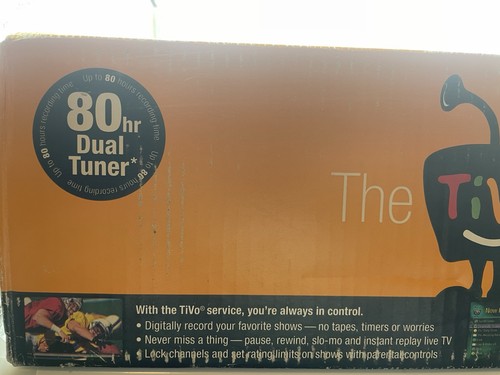 Up to 80 hours recording time
Up to 80 hours recording time
Up to 80 hours recording time
80hr
Dual
Tuner*
The
TiV
With the TiVo® service, you're always in control.
• Digitally record your favorite shows — no tapes, timers or worries
• Never miss a thing — pause, rewind, slo-mo and instant replay live TV
• Lock channels and set rating limits on shows with parental controls
Now